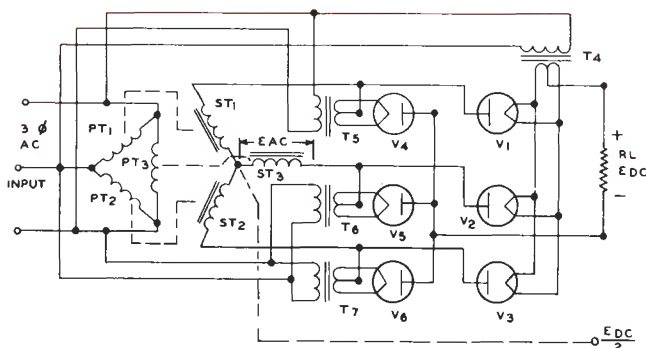 T4
ST1
3 Ø
AC
INPUT
PT1
PT3
PT2
EAC
ST3
ST2
T5
V4
V1
+
RL
EDC
−
T6
V5
V2
T7
V6
V3
EDC
2